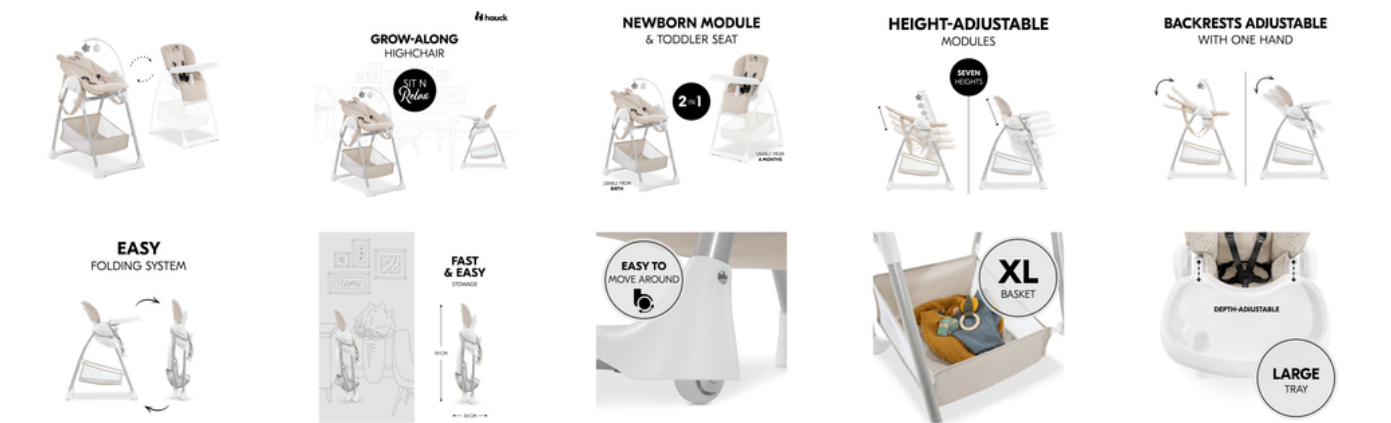 hauck
GROW-ALONG
HIGHCHAIR
SIT N
Relax
NEWBORN MODULE
& TODDLER SEAT
2 IN 1
USABLE FROM
6 MONTHS
USABLE FROM
BIRTH
HEIGHT-ADJUSTABLE
MODULES
SEVEN
HEIGHTS
BACKRESTS ADJUSTABLE
WITH ONE HAND
EASY
FOLDING SYSTEM
Home
FAST
& EASY
STOWAGE
EASY TO
MOVE AROUND
XL
BASKET
DEPTH-ADJUSTABLE
LARGE
TRAY